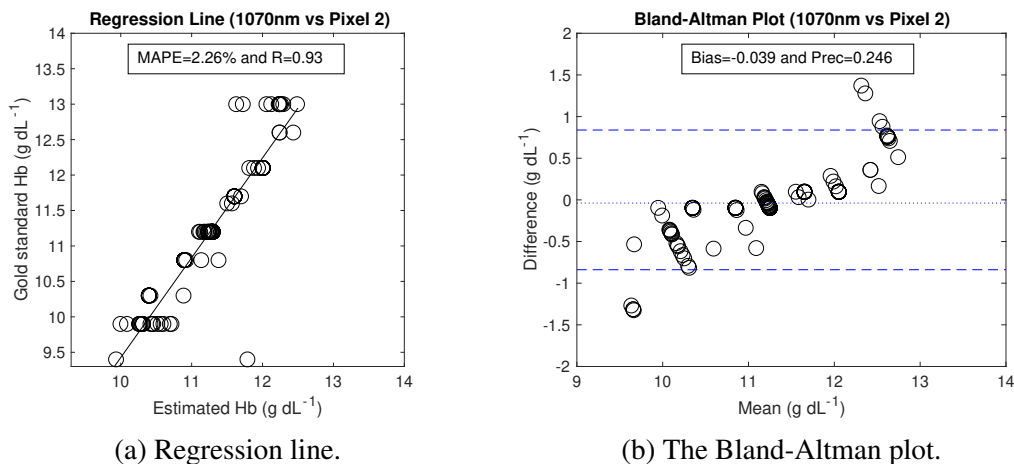 Regression Line (1070nm vs Pixel 2)
MAPE=2.26% and R=0.93
Gold standard Hb (g dL⁻¹)
14
13.5
13
12.5
12
11.5
11
10.5
10
9.5
10 11 12 13 14
Estimated Hb (g dL⁻¹)
(a) Regression line.
Bland-Altman Plot (1070nm vs Pixel 2)
Bias=-0.039 and Prec=0.246
Difference (g dL⁻¹)
2
1.5
1
0.5
0
-0.5
-1
-1.5
-2
9 10 11 12 13 14
Mean (g dL⁻¹)
(b) The Bland-Altman plot.